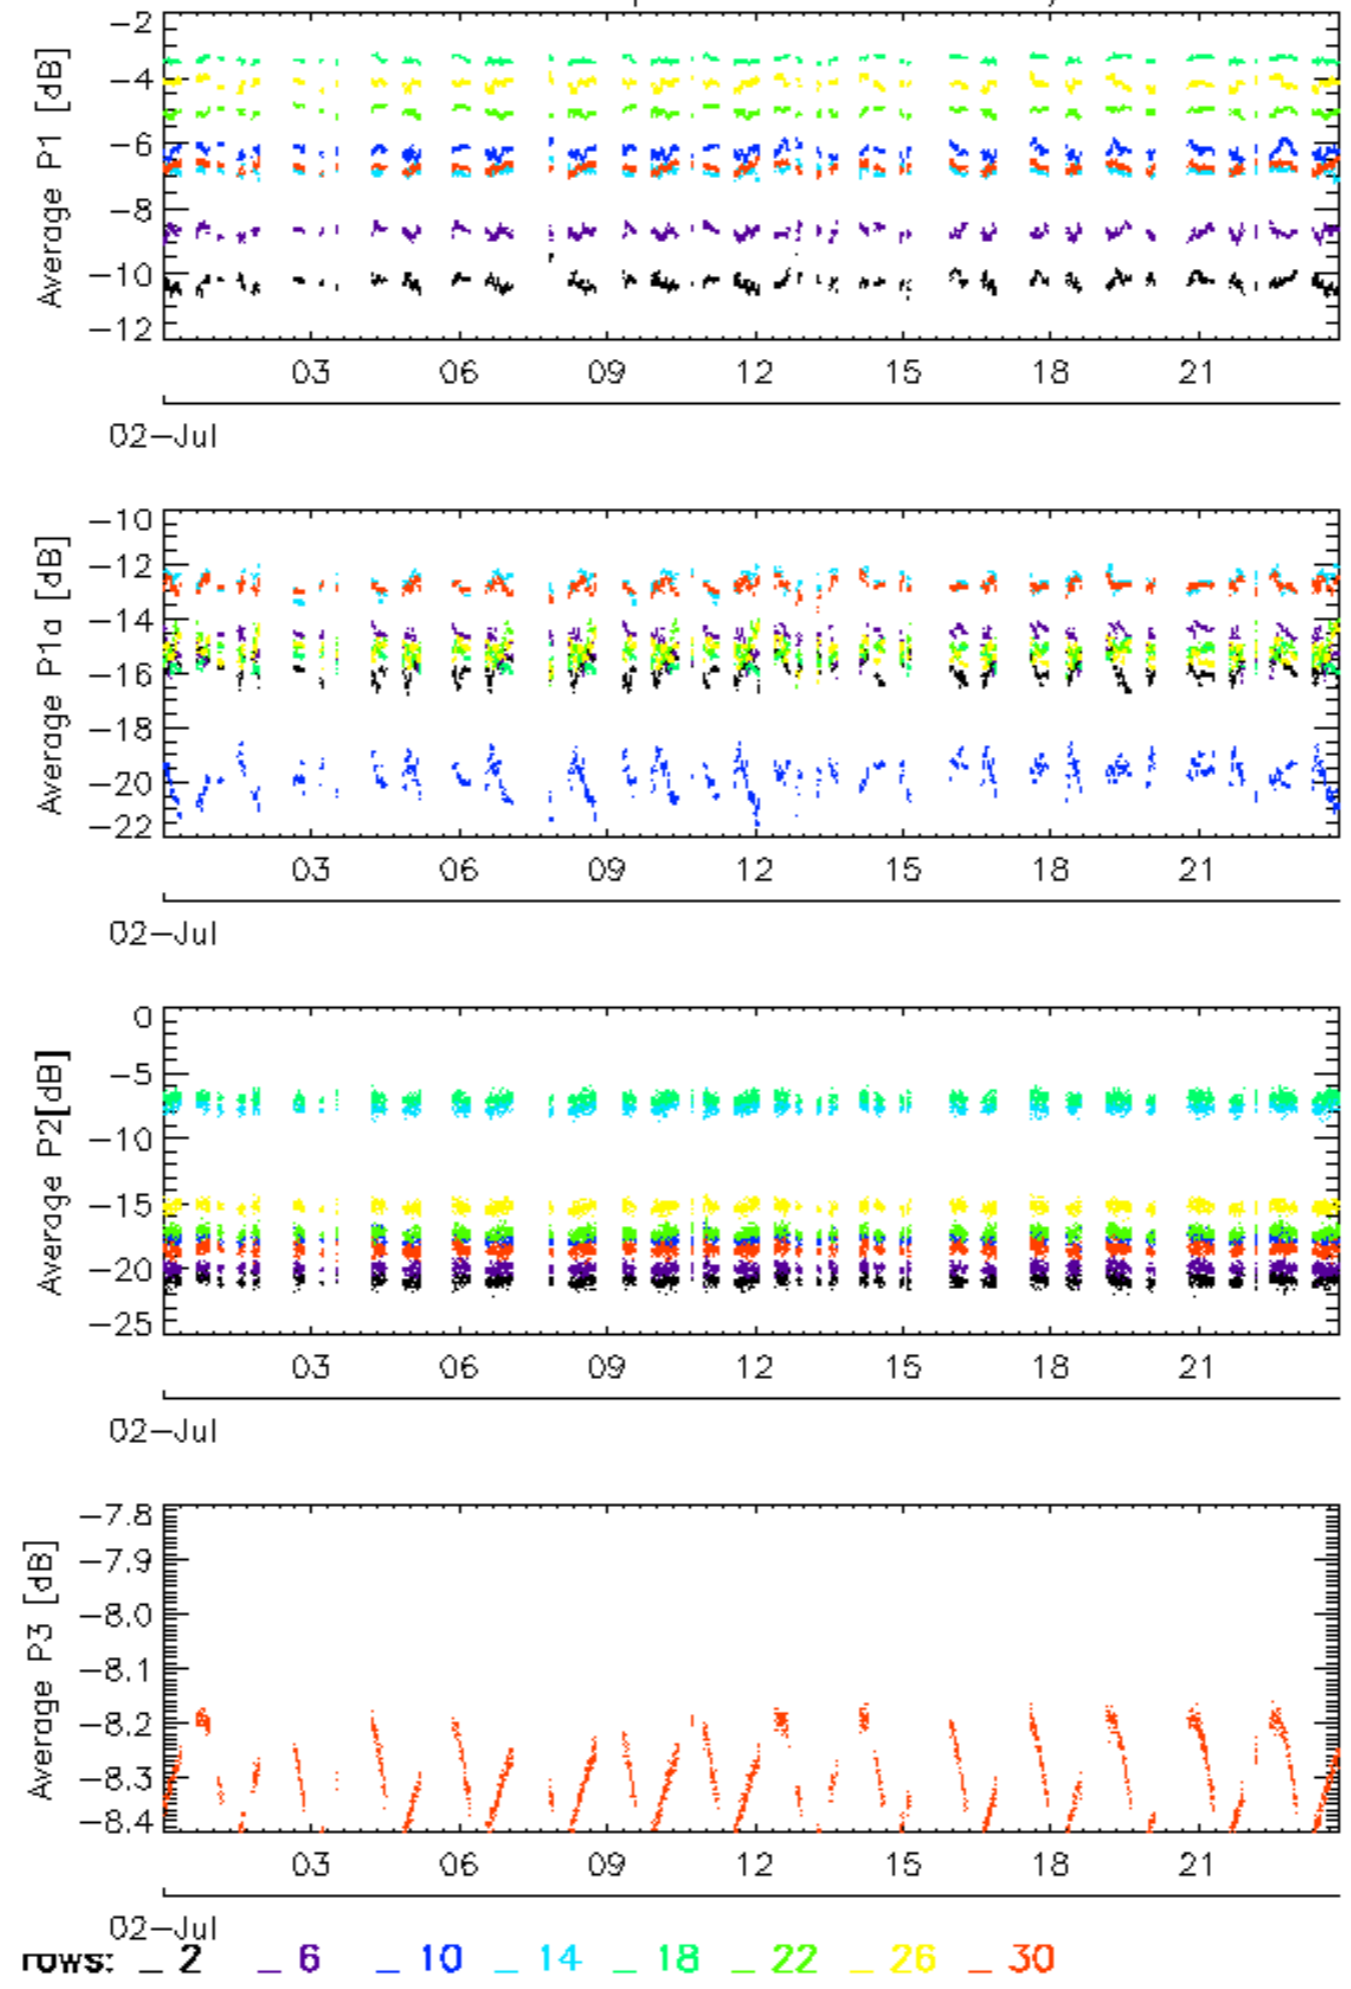 Average P1 [dB]
-2
-4
-6
-8
-10
-12
03 06 09 12 15 18 21
02-Jul
Average P1a [dB]
-10
-12
-14
-16
-18
-20
-22
03 06 09 12 15 18 21
02-Jul
Average P2[dB]
0
-5
-10
-15
-20
-25
03 06 09 12 15 18 21
02-Jul
Average P3 [dB]
-7.8
-7.9
-8.0
-8.1
-8.2
-8.3
-8.4
03 06 09 12 15 18 21
02-Jul
rows: _ 2 _ 6 _ 10 _ 14 _ 18 _ 22 _ 26 _ 30